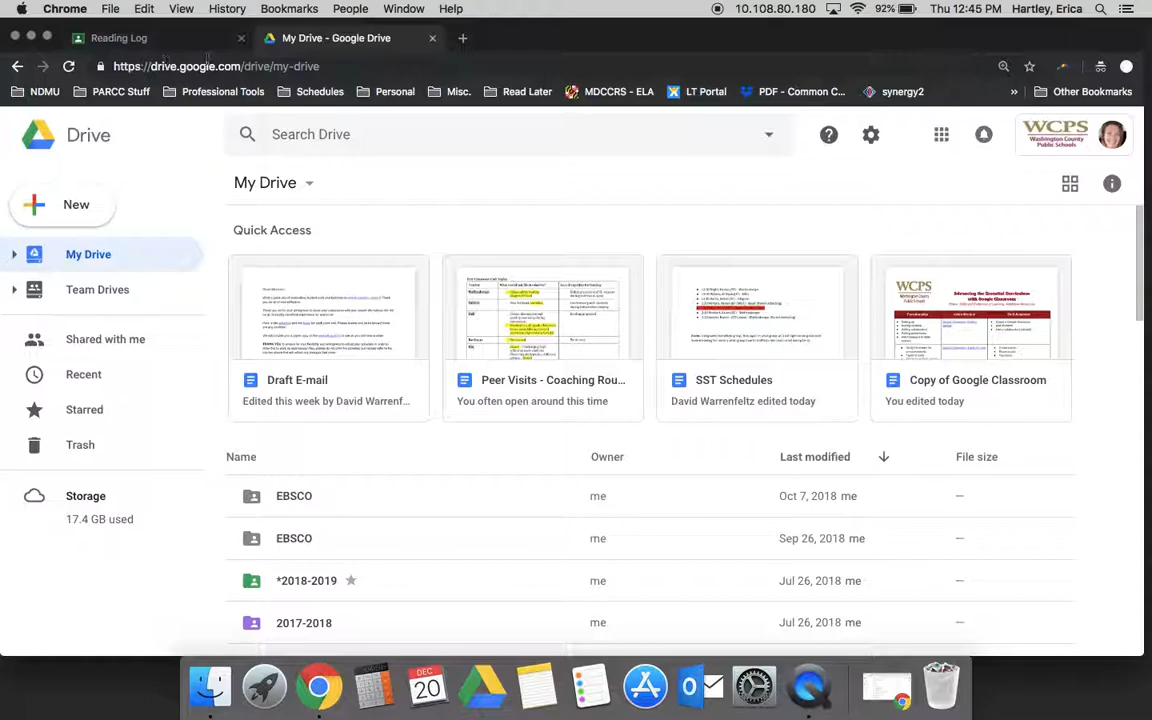 Chrome File Edit View History Bookmarks People Window Help 10.108.80.180 92% Thu 12:45 PM Hartley, Erica
Reading Log My Drive - Google Drive
https://drive.google.com/drive/my-drive
NDMU PARCC Stuff Professional Tools Schedules Personal Misc. Read Later MDCCRS - ELA LT Portal PDF - Common C... synergy2 » Other Bookmarks
Drive Search Drive WCPS
Washington County
Public Schools
My Drive
New
Quick Access
My Drive
Team Drives
Shared with me
Recent
Starred
Trash
Storage
17.4 GB used
WCPS
Draft E-mail
Edited this week by David Warrenf...
Peer Visits - Coaching Rou...
You often open around this time
SST Schedules
David Warrenfeltz edited today
Copy of Google Classroom
You edited today
Name Owner Last modified File size
EBSCO me Oct 7, 2018 me —
EBSCO me Sep 26, 2018 me —
*2018-2019 me Jul 26, 2018 me —
2017-2018 me Jul 26, 2018 me —
DEC
20